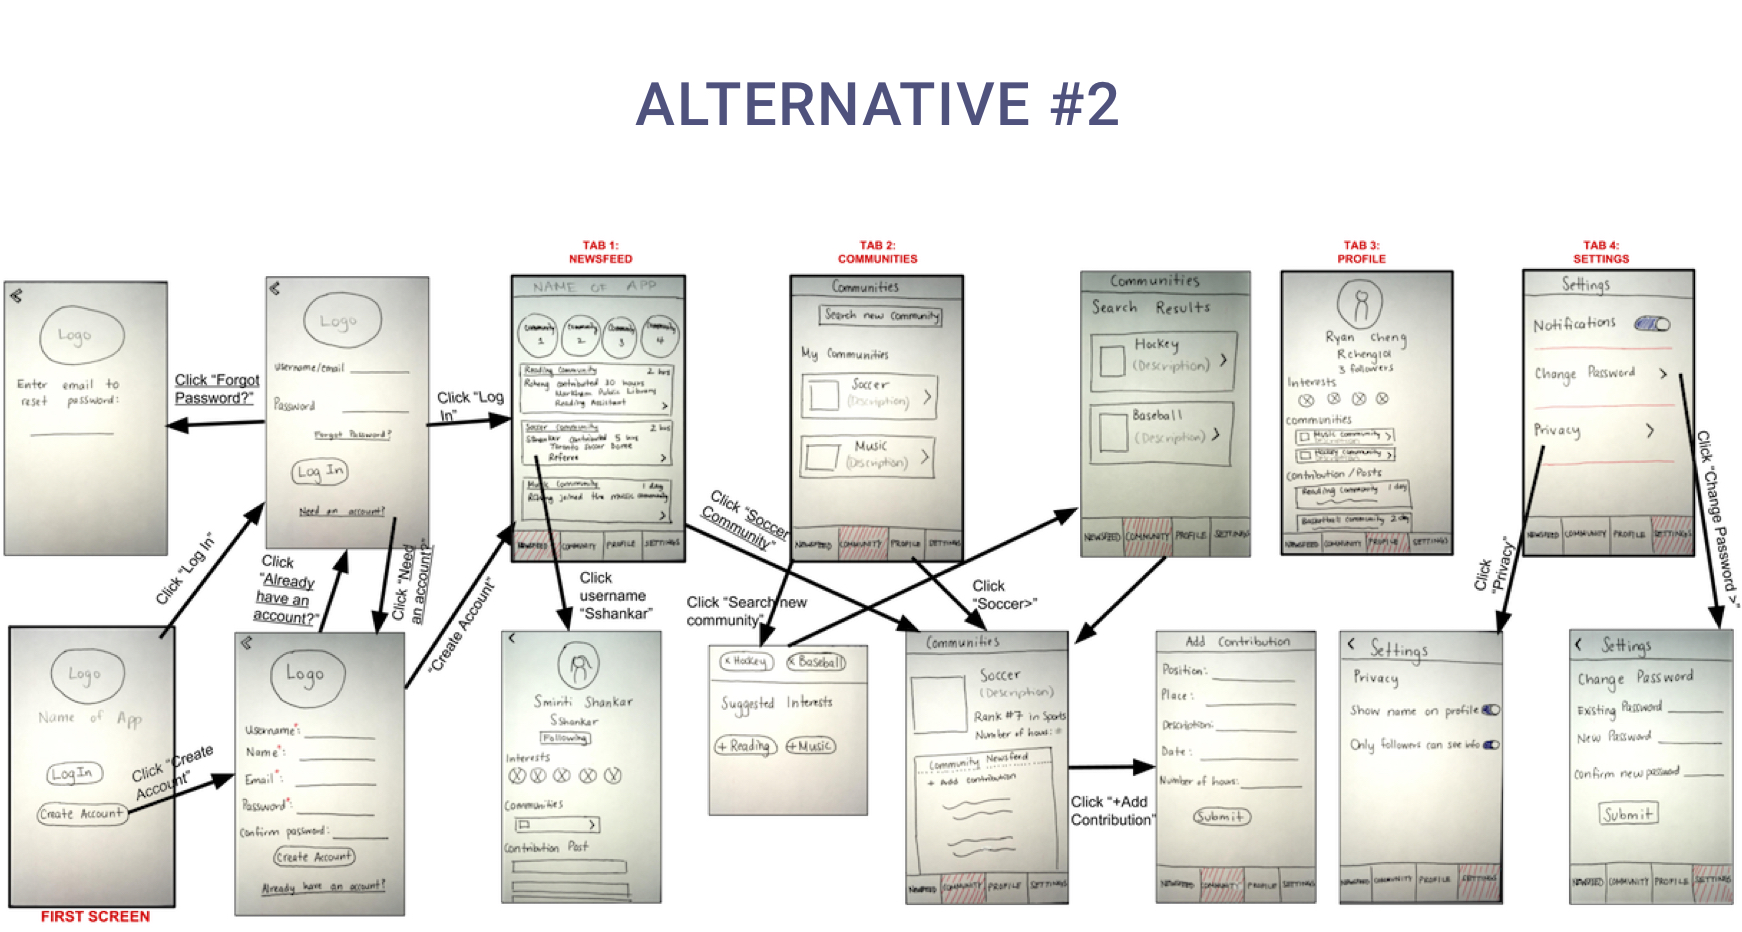 ALTERNATIVE #2
Logo
Enter email to
reset password:
Click "Forgot
Password?"
Logo
Username/email
Password
Forgot Password?
Log In
Need an account?
Click "Log
In"
TAB 1:
NEWSFEED
NAME OF APP
Community
1
Community
2
Community
3
Community
4
Reading Community 2 hrs
Rcheng contributed 30 hours
Markham Public Library
Reading Assistant
>
Soccer Community 2 hrs
SShankar contributed 5 hrs
Toronto Soccer Dome
Referee
>
Music Community 1 day
Rcheng joined the music community
>
NEWSFEED COMMUNITY PROFILE SETTINGS
TAB 2:
COMMUNITIES
Communities
Search new Community
My Communities
Soccer
(Description)
>
Music
(Description)
>
NEWSFEED COMMUNITY PROFILE SETTINGS
Communities
Search Results
Hockey
(Description)
>
Baseball
(Description)
>
NEWSFEED COMMUNITY PROFILE SETTINGS
TAB 3:
PROFILE
Ryan Cheng
Rcheng101
3 followers
Interests
Communities
Music Community >
Description
Hockey Community >
Description
Contribution/Posts
Reading Community 1 day
Basketball Community 2 day
NEWSFEED COMMUNITY PROFILE SETTINGS
TAB 4:
SETTINGS
Settings
Notifications
Change Password >
Privacy >
NEWSFEED COMMUNITY PROFILE SETTINGS
Click "Log In"
Click
"Already
have an
account?"
Click "Need
an account?"
"Create Account"
Click
username
"Sshankar"
Click "Soccer
Community"
Click "Search new
community"
Click
"Soccer>"
Click
"Privacy"
Click "Change Password >"
Logo
Name of App
Log In
Create Account
FIRST SCREEN
Click "Create
Account"
Logo
Username*:
Name*:
Email*:
Password*:
Confirm password:
Create Account
Already have an account?
<
Smiriti Shankar
SShankar
Following
Interests
Communities
>
Contribution Post
x Hockey x Baseball
Suggested Interests
+ Reading + Music
Communities
Soccer
(Description)
Rank #7 in Sports
Number of hours: #
Community Newsfeed
+ Add contribution
NEWSFEED COMMUNITY PROFILE SETTINGS
Click "+Add
Contribution"
Add Contribution
Position:
Place:
Description:
Date:
Number of hours:
Submit
NEWSFEED COMMUNITY PROFILE SETTINGS
< Settings
Privacy
Show name on profile
Only followers can see info
NEWSFEED COMMUNITY PROFILE SETTINGS
< Settings
Change Password
Existing Password
New Password
Confirm new password
Submit
NEWSFEED COMMUNITY PROFILE SETTINGS